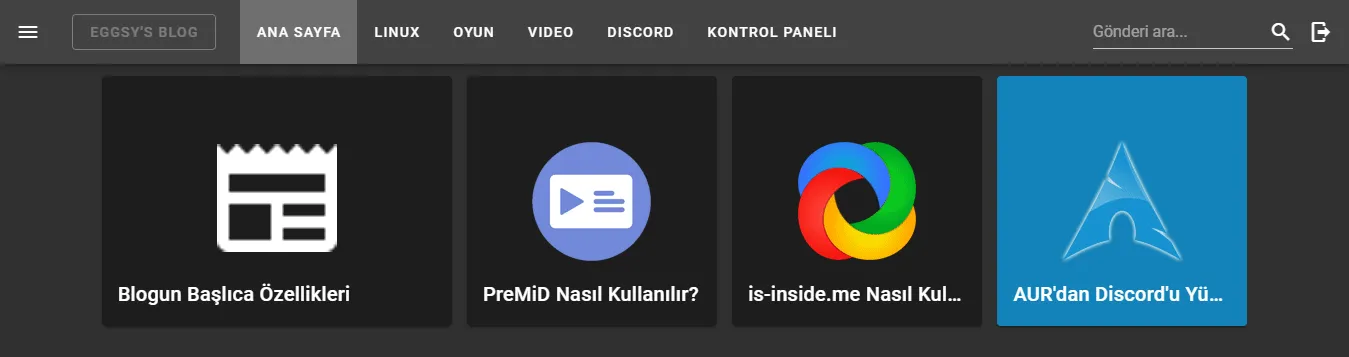 EGGSY'S BLOG
ANA SAYFA
LINUX
OYUN
VIDEO
DISCORD
KONTROL PANELI
Gönderi ara...
Blogun Başlıca Özellikleri
PreMiD Nasıl Kullanılır?
is-inside.me Nasıl Kul...
AUR'dan Discord'u Yü...